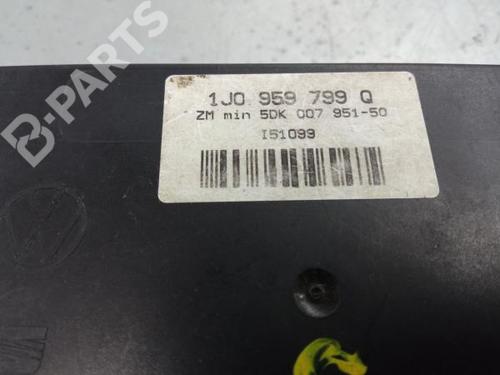 B-PARTS
1J0 959 799 Q
ZM min 5DK 007 951-50
I51099